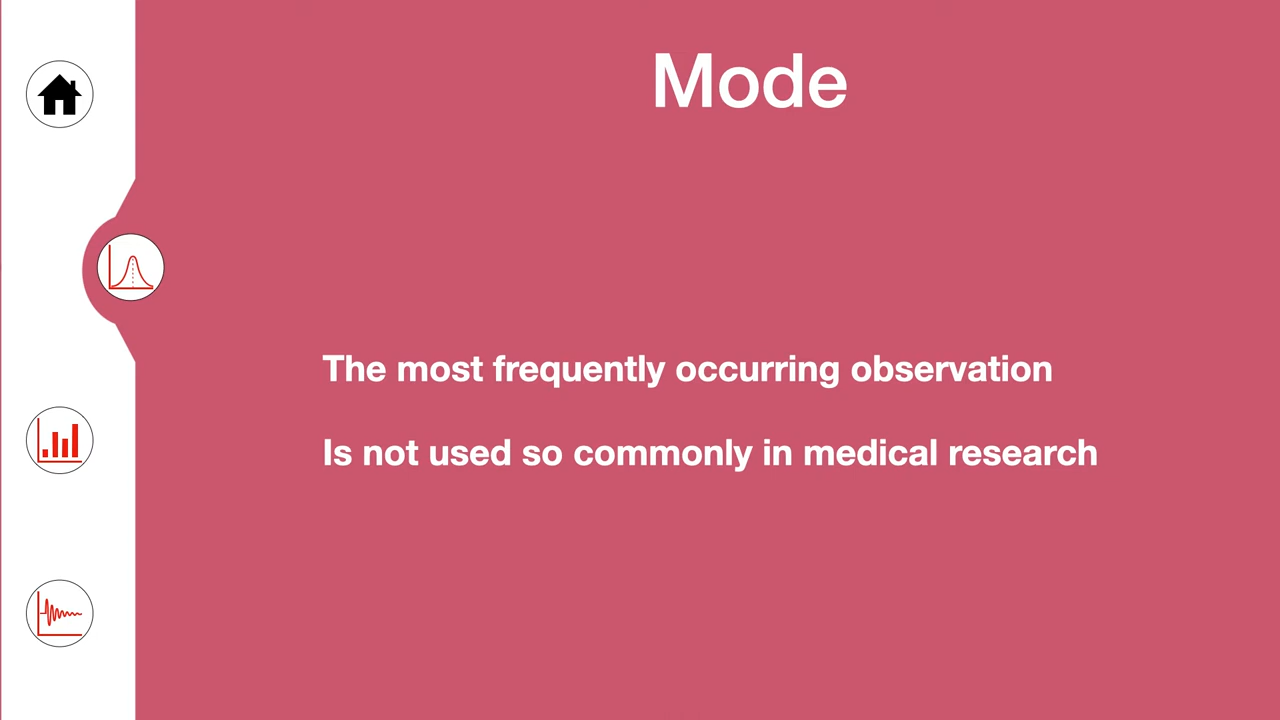 Mode
The most frequently occurring observation
Is not used so commonly in medical research